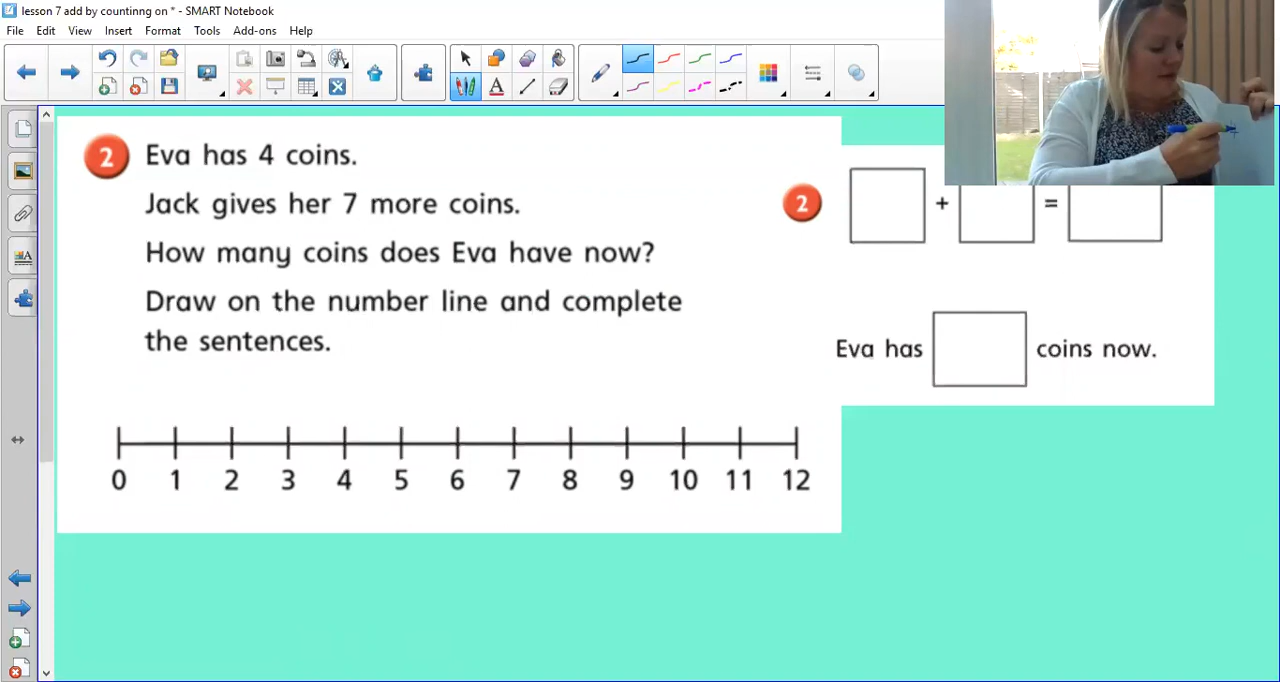 lesson 7 add by countinng on * - SMART Notebook
File Edit View Insert Format Tools Add-ons Help
2 Eva has 4 coins.
Jack gives her 7 more coins.
How many coins does Eva have now?
Draw on the number line and complete
the sentences.
0 1 2 3 4 5 6 7 8 9 10 11 12
2 + =
Eva has coins now.